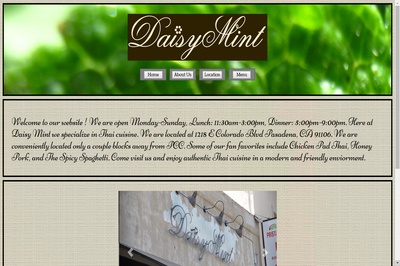 DaisyMint
Home About Us Location Menu
Welcome to our website ! We are open Monday-Sunday, Lunch: 11:30am-3:00pm, Dinner: 5:00pm-9:00pm. Here at
Daisy Mint we specialize in Thai cuisine. We are located at 1218 E Colorado Blvd Pasadena, CA 91106. We are
conveniently located only a couple blocks away from PCC. Some of our fan favorites include Chicken Pad Thai, Honey
Pork, and The Spicy Spaghetti. Come visit us and enjoy authentic Thai cuisine in a modern and friendly enviorment.
DaisyMint